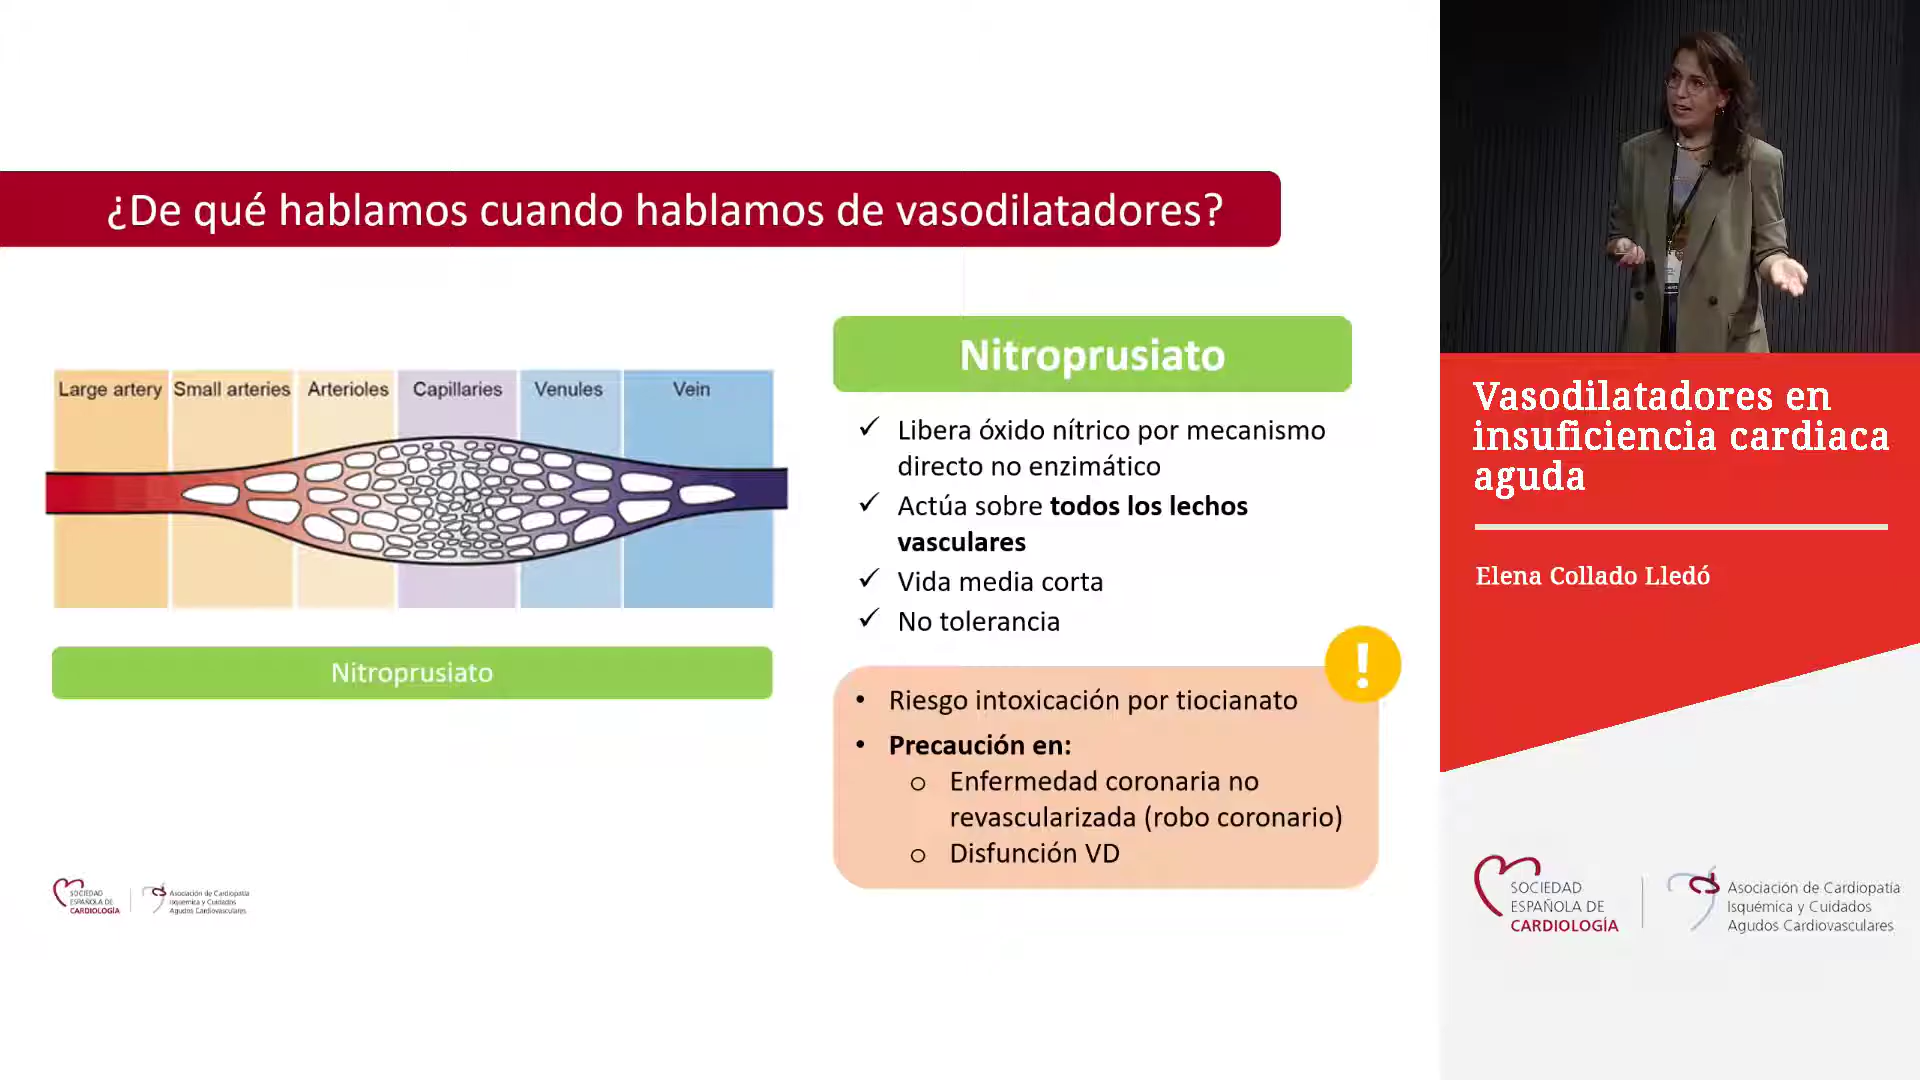 ¿De qué hablamos cuando hablamos de vasodilatadores?
Large artery
Small arteries
Arterioles
Capillaries
Venules
Vein
Nitroprusiato
Nitroprusiato
✓ Libera óxido nítrico por mecanismo
directo no enzimático
✓ Actúa sobre todos los lechos
vasculares
✓ Vida media corta
✓ No tolerancia
!
• Riesgo intoxicación por tiocianato
• Precaución en:
o Enfermedad coronaria no
revascularizada (robo coronario)
o Disfunción VD
SOCIEDAD
ESPAÑOLA DE
CARDIOLOGÍA
Asociación de Cardiopatía
Isquémica y Cuidados
Agudos Cardiovasculares
Vasodilatadores en
insuficiencia cardiaca
aguda
Elena Collado Lledó
SOCIEDAD
ESPAÑOLA DE
CARDIOLOGÍA
Asociación de Cardiopatía
Isquémica y Cuidados
Agudos Cardiovasculares